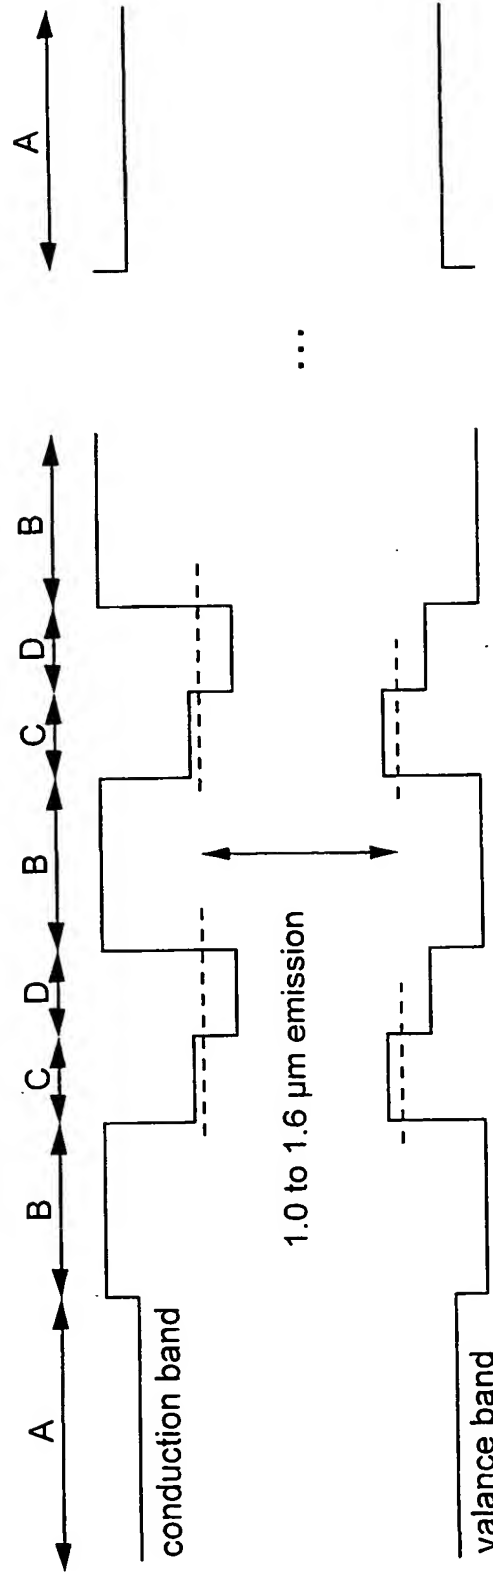 A B C D B C D B A
conduction band
1.0 to 1.6 µm emission
...
valance band